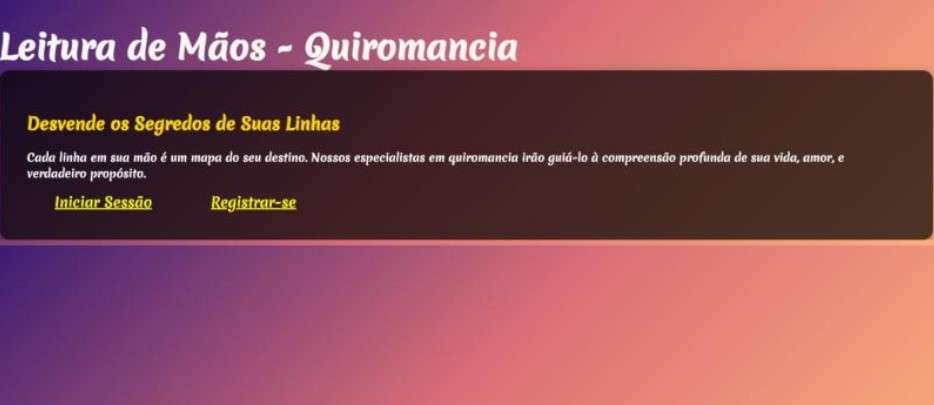 Leitura de Mãos - Quiromancia
Desvende os Segredos de Suas Linhas
Cada linha em sua mão é um mapa do seu destino. Nossos especialistas em quiromancia irão guiá-lo à compreensão profunda de sua vida, amor, e
verdadeiro propósito.
Iniciar Sessão Registrar-se